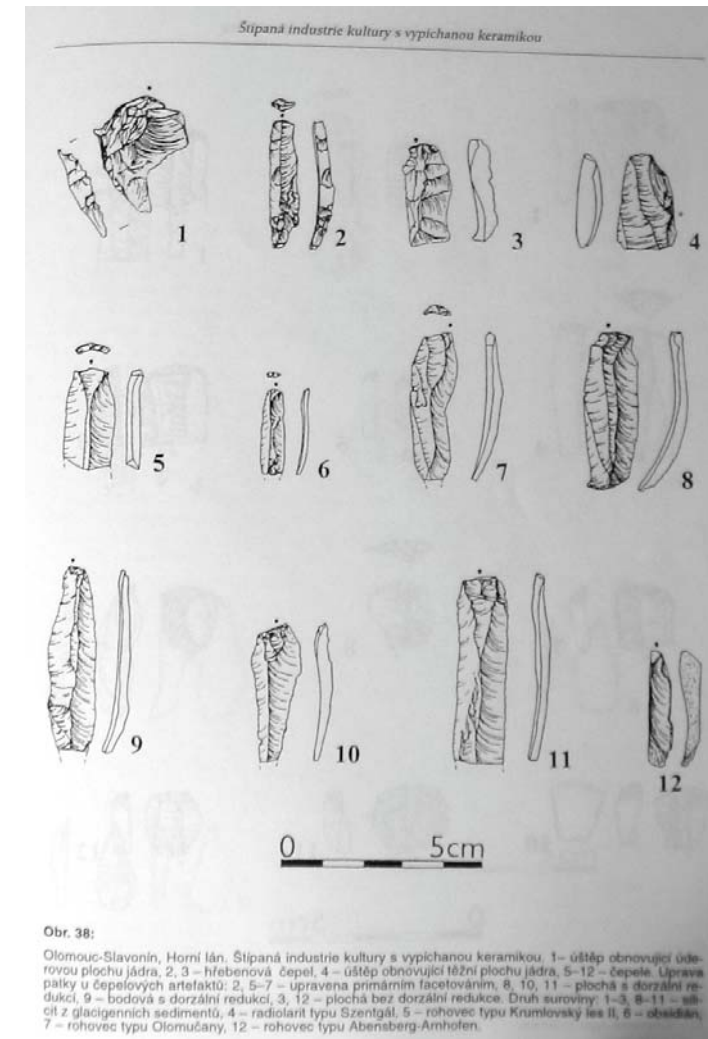 Štípaná industrie kultury s vypíchanou keramikou
1
2
3
4
5
6
7
8
9
10
11
12
0 5cm
Obr. 38:
Olomouc-Slavonín, Horní lán. Štípaná industrie kultury s vypíchanou keramikou. 1– úštěp obnovující úde-
rovou plochu jádra, 2, 3 – hřebenová čepel, 4 – úštěp obnovující těžní plochu jádra, 5–12 – čepele. Úprava
patky u čepelových artefaktů: 2, 5–7 – upravena primárním facetováním, 8, 10, 11 – plochá s dorzální re-
dukcí, 9 – bodová s dorzální redukcí, 3, 12 – plochá bez dorzální redukce. Druh suroviny: 1–3, 8–11 – sili-
cit z glacigenních sedimentů, 4 – radiolarit typu Szentgál, 5 – rohovec typu Krumlovský les II, 6 – obsidián,
7 – rohovec typu Olomučany, 12 – rohovec typu Abensberg-Arnhofen.